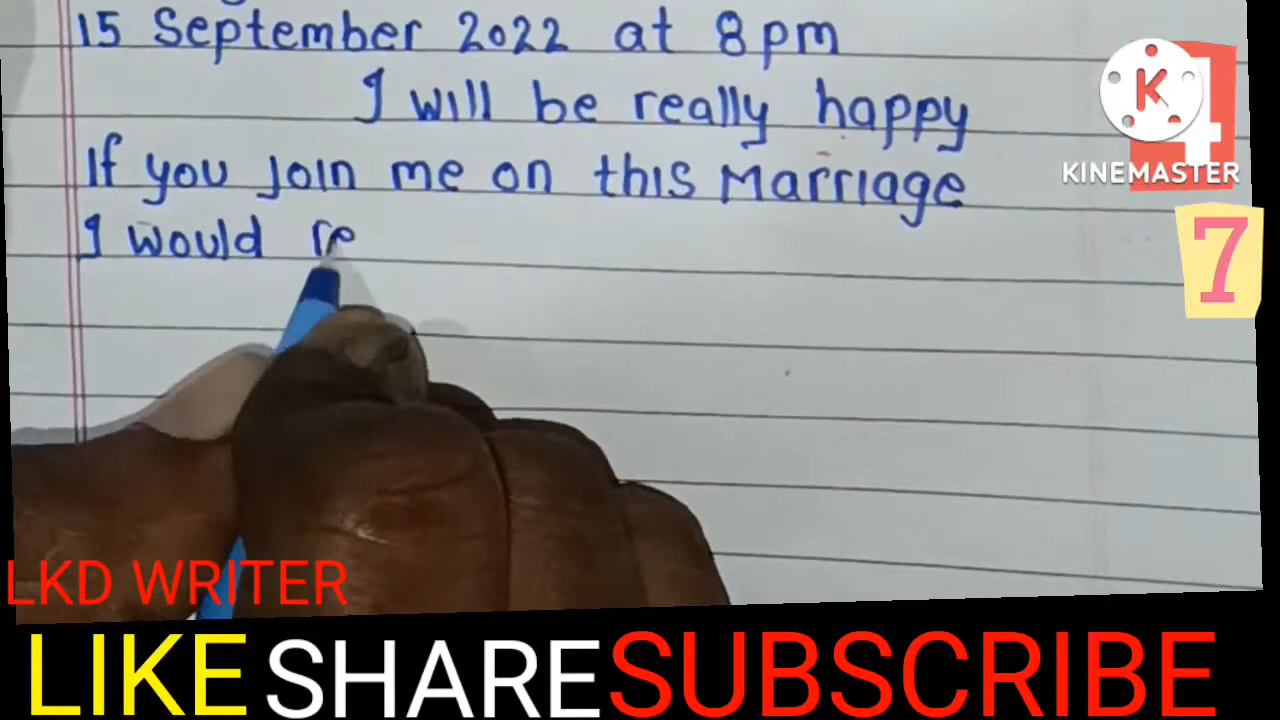 15 September 2022 at 8pm
I will be really happy
If you Join me on this Marriage
I would re
K
KINEMASTER
7
LKD WRITER
LIKE SHARE SUBSCRIBE